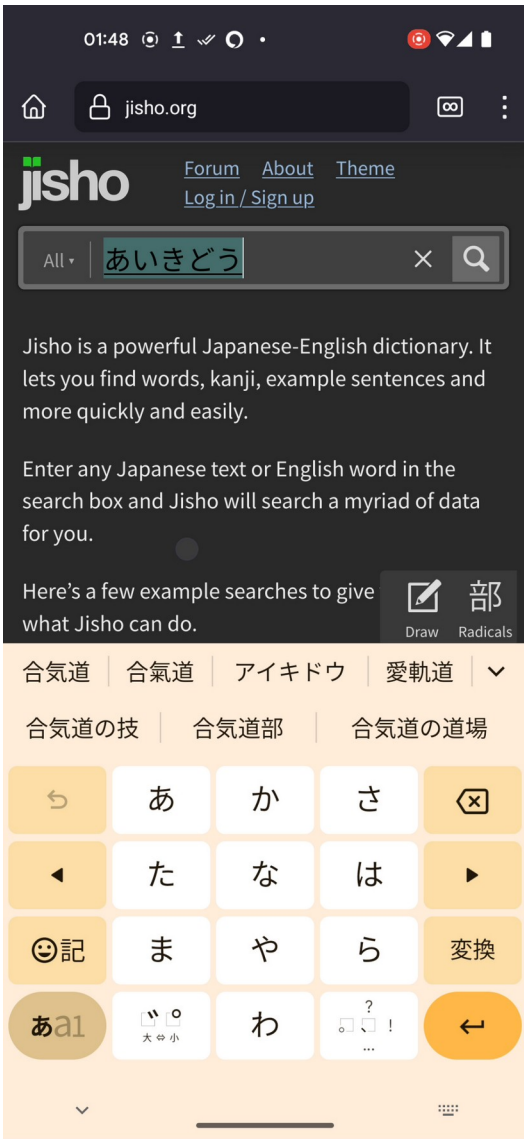 01:48
jisho.org
jisho
Forum About Theme
Log in / Sign up
All あいきどう
Jisho is a powerful Japanese-English dictionary. It
lets you find words, kanji, example sentences and
more quickly and easily.
Enter any Japanese text or English word in the
search box and Jisho will search a myriad of data
for you.
Here’s a few example searches to give
what Jisho can do.
部
Draw Radicals
合気道 合氣道 アイキドウ 愛軌道
合気道の技 合気道部 合気道の道場
あ か さ
た な は
記 ま や ら 変換
あa1 大⇔小 わ 。、?!…